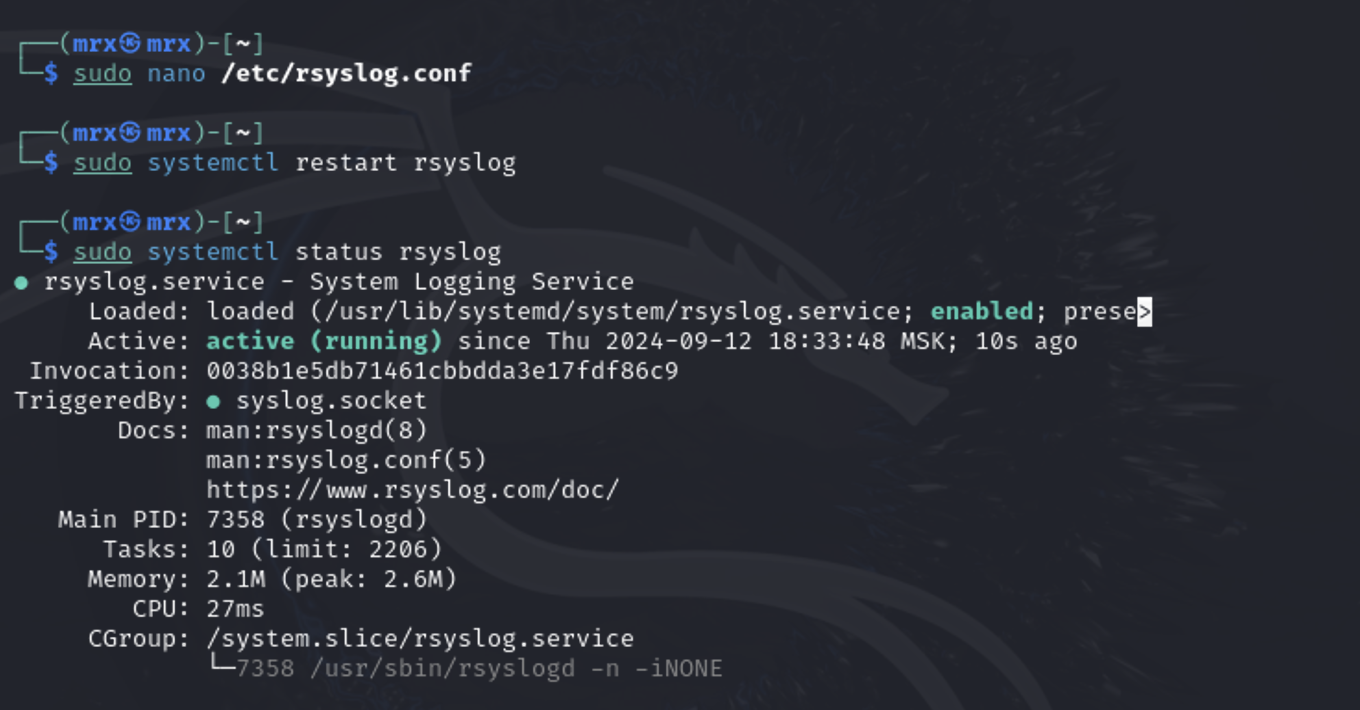 ┌──(mrx㉿mrx)-[~]
└─$ sudo nano /etc/rsyslog.conf
┌──(mrx㉿mrx)-[~]
└─$ sudo systemctl restart rsyslog
┌──(mrx㉿mrx)-[~]
└─$ sudo systemctl status rsyslog
● rsyslog.service - System Logging Service
Loaded: loaded (/usr/lib/systemd/system/rsyslog.service; enabled; prese>
Active: active (running) since Thu 2024-09-12 18:33:48 MSK; 10s ago
Invocation: 0038b1e5db71461cbbdda3e17fdf86c9
TriggeredBy: ● syslog.socket
Docs: man:rsyslogd(8)
man:rsyslog.conf(5)
https://www.rsyslog.com/doc/
Main PID: 7358 (rsyslogd)
Tasks: 10 (limit: 2206)
Memory: 2.1M (peak: 2.6M)
CPU: 27ms
CGroup: /system.slice/rsyslog.service
└─7358 /usr/sbin/rsyslogd -n -iNONE